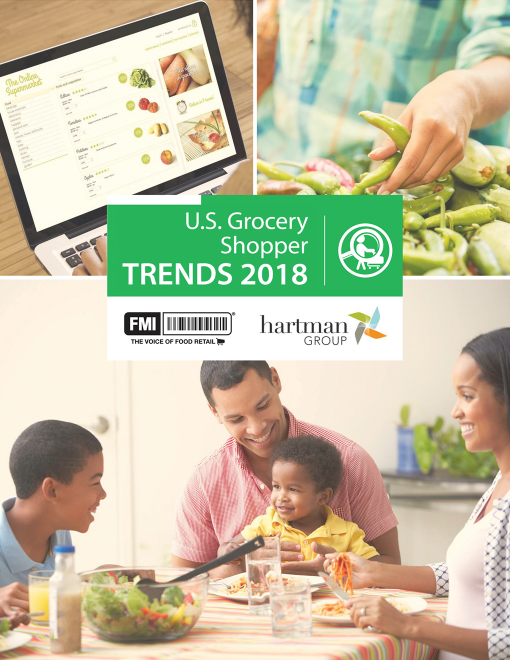 The Online
Supermarket
U.S. Grocery
Shopper
TRENDS 2018
FMI
®
THE VOICE OF FOOD RETAIL
hartman
GROUP